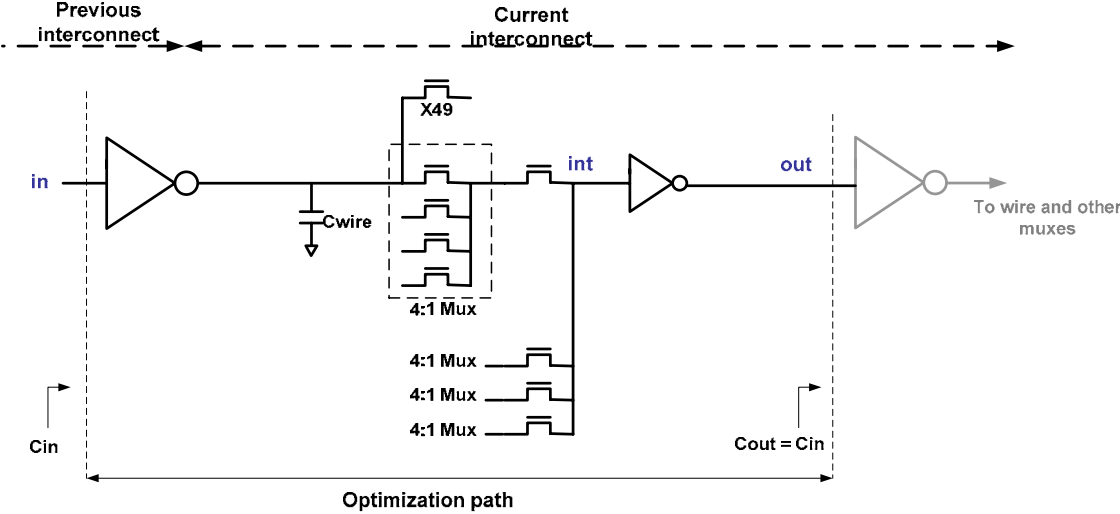 Previous
interconnect
Current
interconnect
X49
in
int
out
Cwire
To wire and other
muxes
4:1 Mux
4:1 Mux
4:1 Mux
4:1 Mux
Cin
Cout = Cin
Optimization path